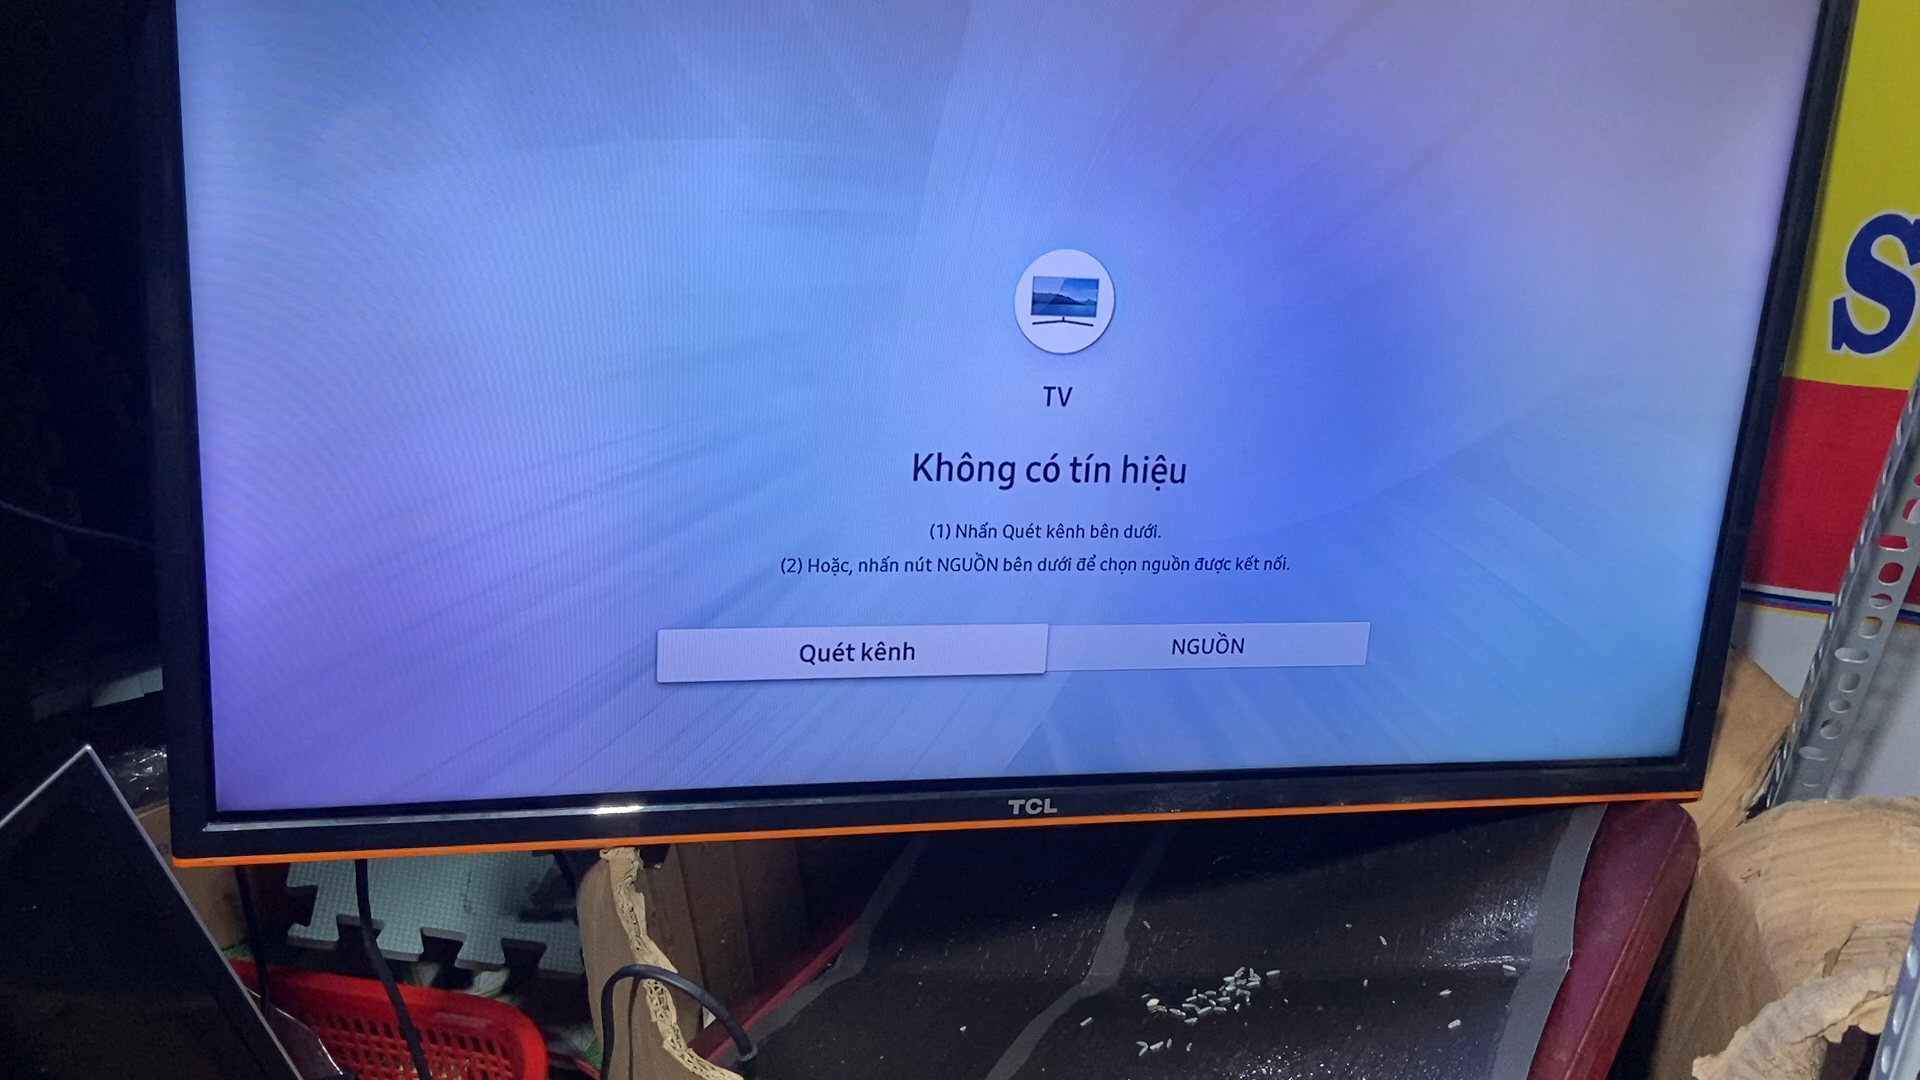 TV
Không có tín hiệu
(1) Nhấn Quét kênh bên dưới.
(2) Hoặc, nhấn nút NGUỒN bên dưới để chọn nguồn được kết nối.
Quét kênh
NGUỒN
TCL
S